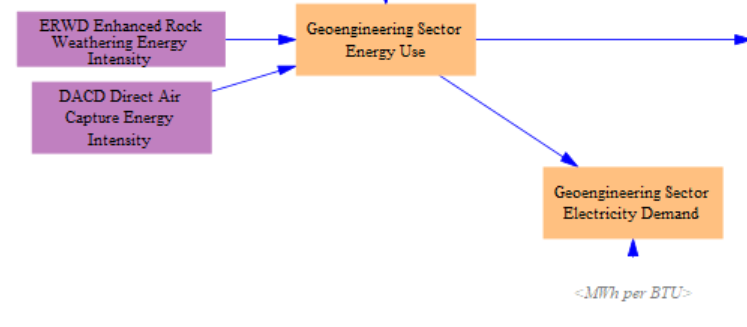 ERWD Enhanced Rock
Weathering Energy
Intensity
Geoengineering Sector
Energy Use
DACD Direct Air
Capture Energy
Intensity
Geoengineering Sector
Electricity Demand
<MWh per BTU>